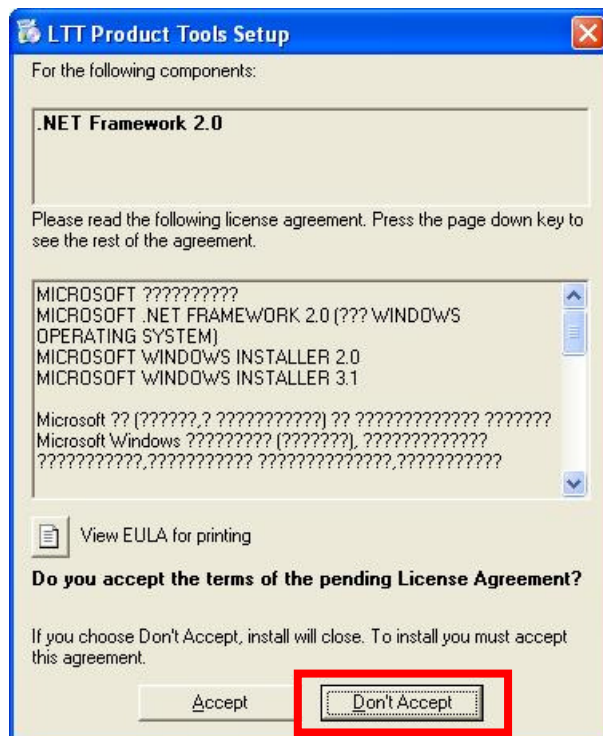 LTT Product Tools Setup
For the following components:
.NET Framework 2.0
Please read the following license agreement. Press the page down key to
see the rest of the agreement.
MICROSOFT ??????????
MICROSOFT .NET FRAMEWORK 2.0 (??? WINDOWS
OPERATING SYSTEM)
MICROSOFT WINDOWS INSTALLER 2.0
MICROSOFT WINDOWS INSTALLER 3.1
Microsoft ?? (??????,? ???????????) ?? ????????????? ???????
Microsoft Windows ????????? (???????), ?????????????
???????????,??????????? ??????????????,???????????
View EULA for printing
Do you accept the terms of the pending License Agreement?
If you choose Don't Accept, install will close. To install you must accept
this agreement.
Accept
Don't Accept